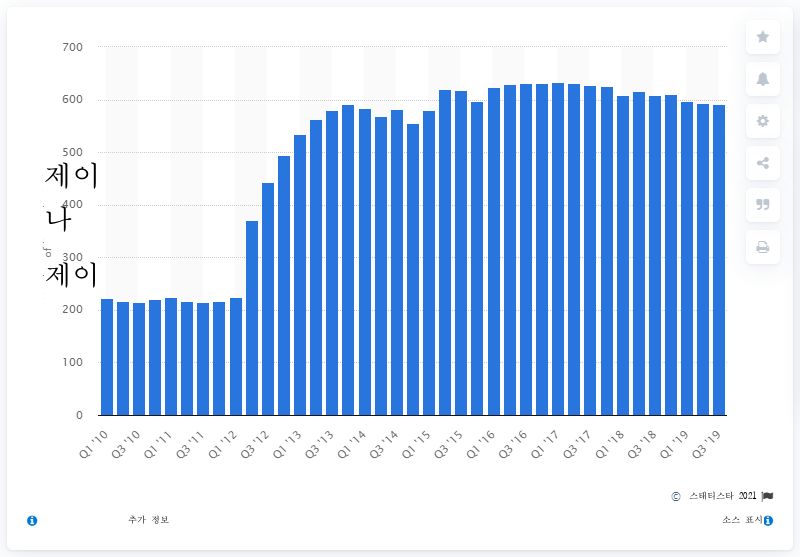 700
600
500
제이
400
나
of
300
제이
200
100
0
Q1 '10
Q3 '10
Q1 '11
Q3 '11
Q1 '12
Q3 '12
Q1 '13
Q3 '13
Q1 '14
Q3 '14
Q1 '15
Q3 '15
Q1 '16
Q3 '16
Q1 '17
Q3 '17
Q1 '18
Q3 '18
Q1 '19
Q3 '19
© 스태티스타 2021
추가 정보
소스 표시